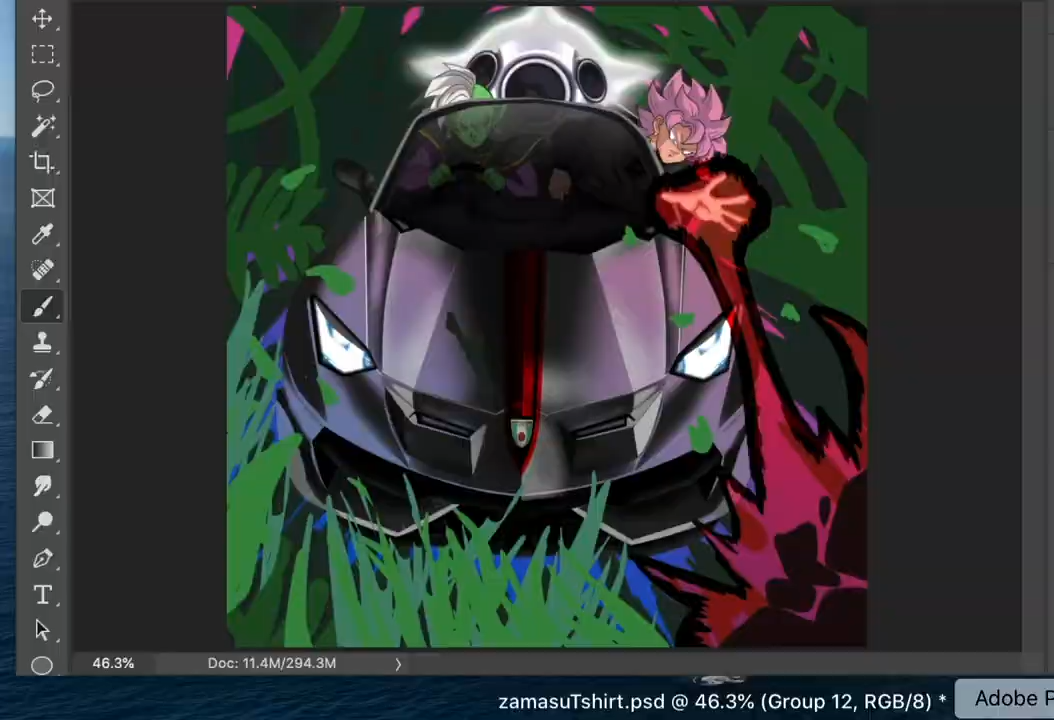 T
46.3%
Doc: 11.4M/294.3M
zamasuTshirt.psd @ 46.3% (Group 12, RGB/8) *
Adobe P